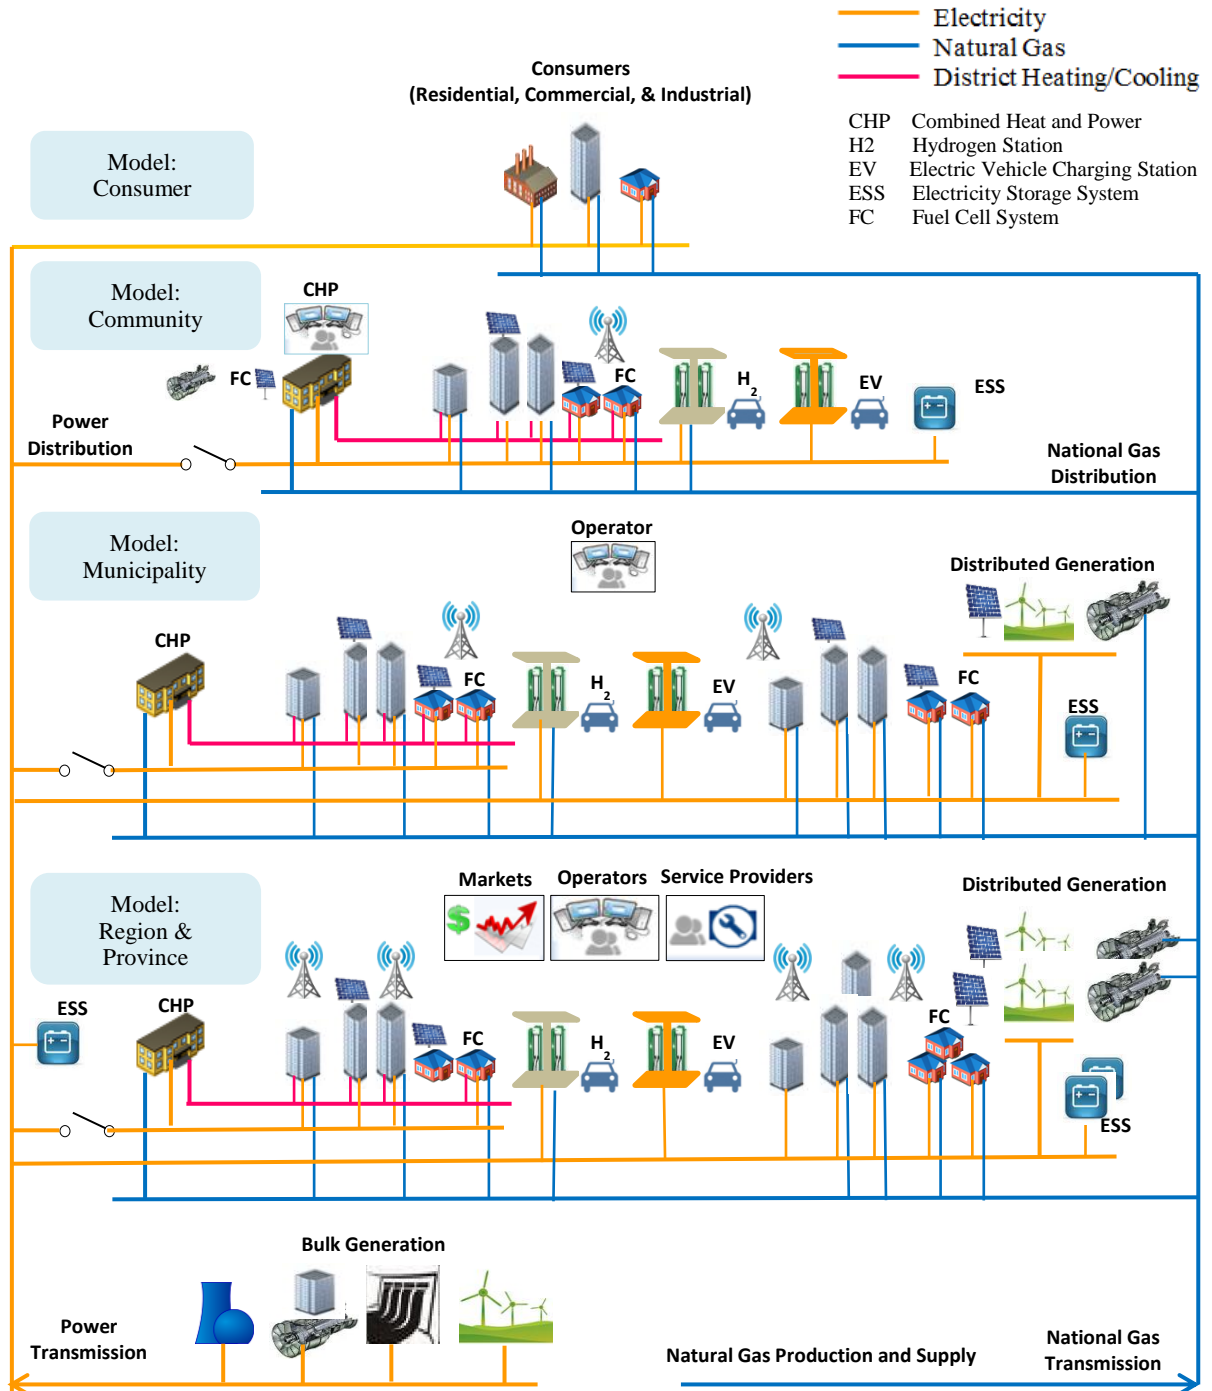 Electricity
Natural Gas
District Heating/Cooling
Consumers
(Residential, Commercial, & Industrial)
CHP Combined Heat and Power
H2 Hydrogen Station
EV Electric Vehicle Charging Station
ESS Electricity Storage System
FC Fuel Cell System
Model:
Consumer
Model:
Community
CHP
FC
FC
H2
EV
ESS
Power
Distribution
National Gas
Distribution
Model:
Municipality
Operator
Distributed Generation
CHP
FC
H2
EV
FC
ESS
Model:
Region &
Province
Markets
Operators
Service Providers
$
Distributed Generation
ESS
CHP
FC
H2
EV
FC
ESS
Bulk Generation
Power
Transmission
Natural Gas Production and Supply
National Gas
Transmission